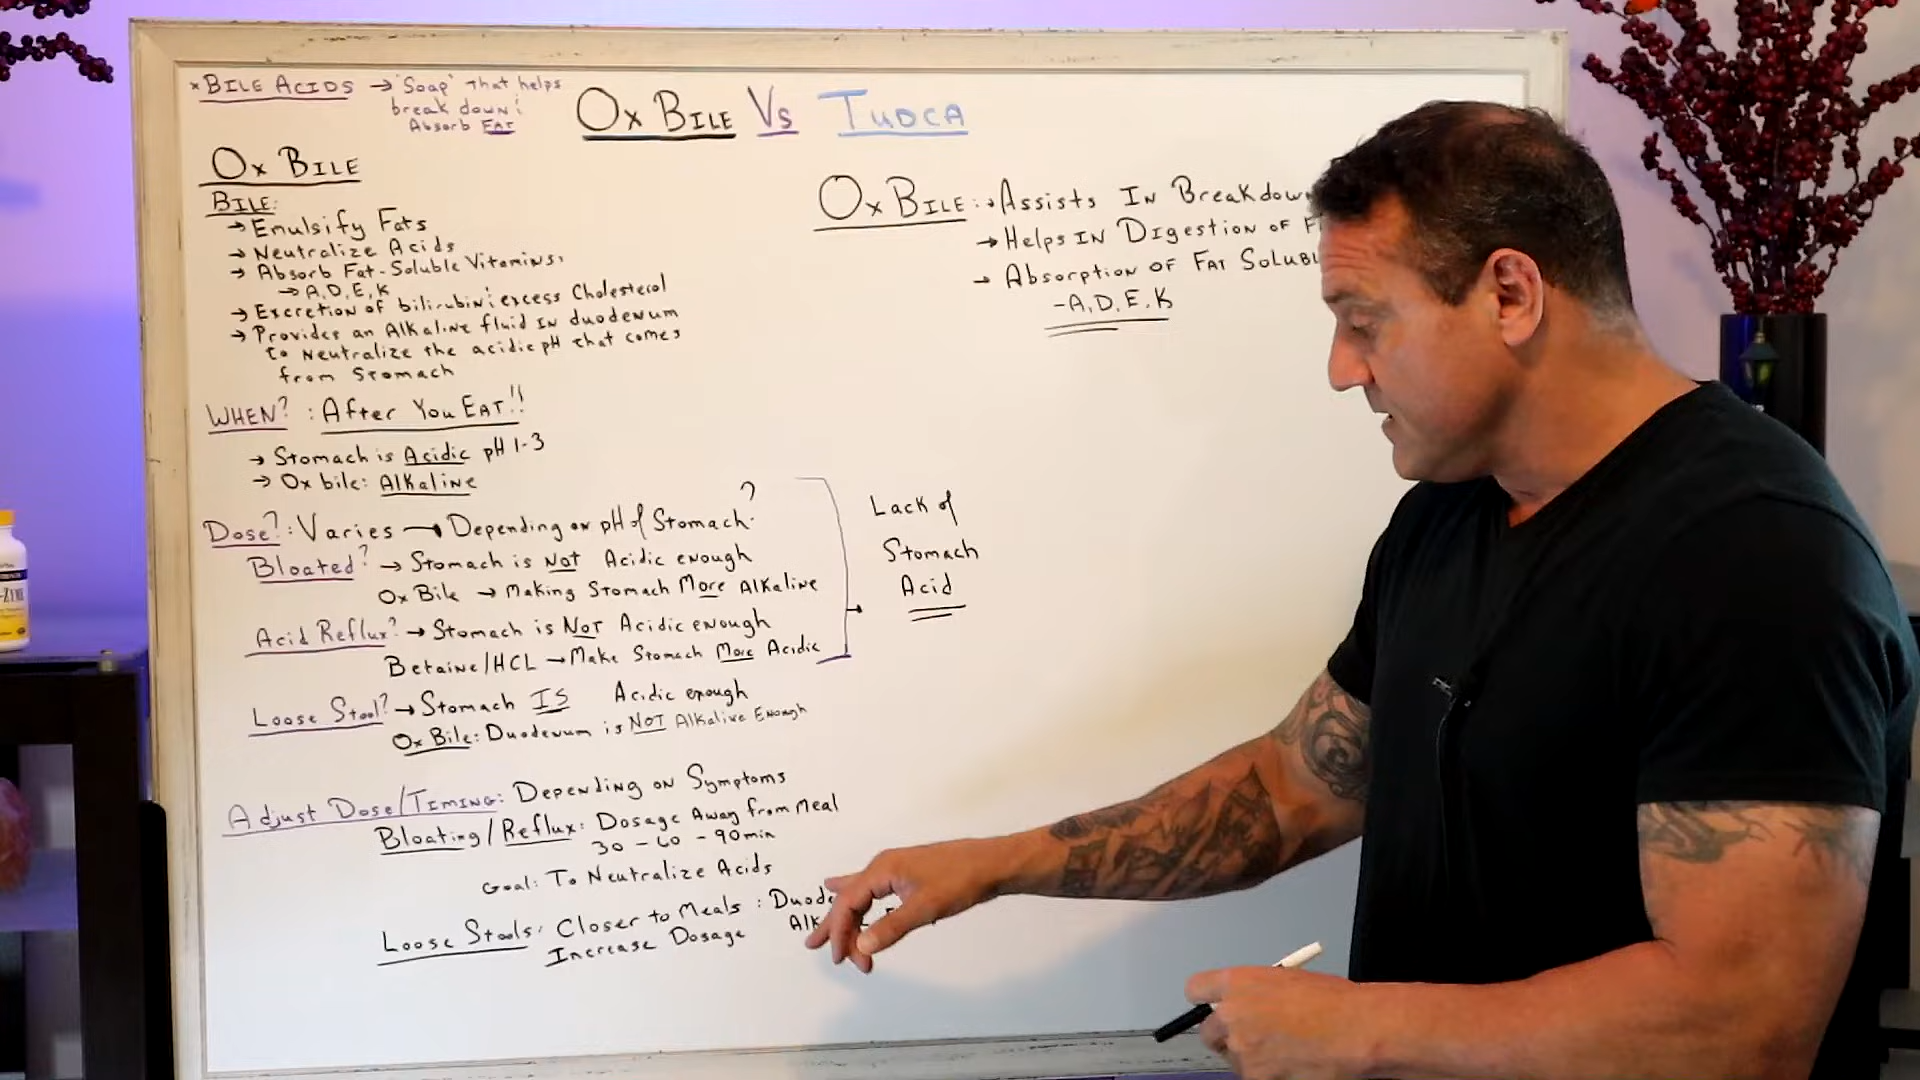 * BILE ACIDS → 'Soap' That helps
break down &
Absorb FAT
OX BILE Vs TUDCA
OX BILE
BILE:
→ Emulsify Fats
→ Neutralize Acids
→ Absorb Fat-Soluble Vitamins:
→ A, D, E, K
→ Excretion of bilirubin & excess Cholesterol
→ Provides an Alkaline fluid IN duodenum
to neutralize the acidic pH that comes
from stomach
WHEN? : After You EAT!!
→ Stomach is Acidic pH 1-3
→ Ox bile: Alkaline
Dose?: Varies → Depending on pH of Stomach?
Bloated? → Stomach is Not Acidic enough
Ox Bile → Making Stomach More Alkaline
Acid Reflux? → Stomach is Not Acidic enough
Betaine/HCL → Make Stomach More Acidic
Loose Stool? → Stomach IS Acidic enough
Ox Bile: Duodenum is NOT Alkaline Enough
Adjust Dose/Timing: Depending on Symptoms
Bloating/Reflux: Dosage Away from Meal
30 - 60 - 90min
Goal: To Neutralize Acids
Loose Stools: Closer to Meals :
Increase Dosage
Lack of
Stomach
Acid
OX BILE: → Assists In Breakdown
→ Helps IN Digestion of
→ Absorption of Fat
- A, D, E, K